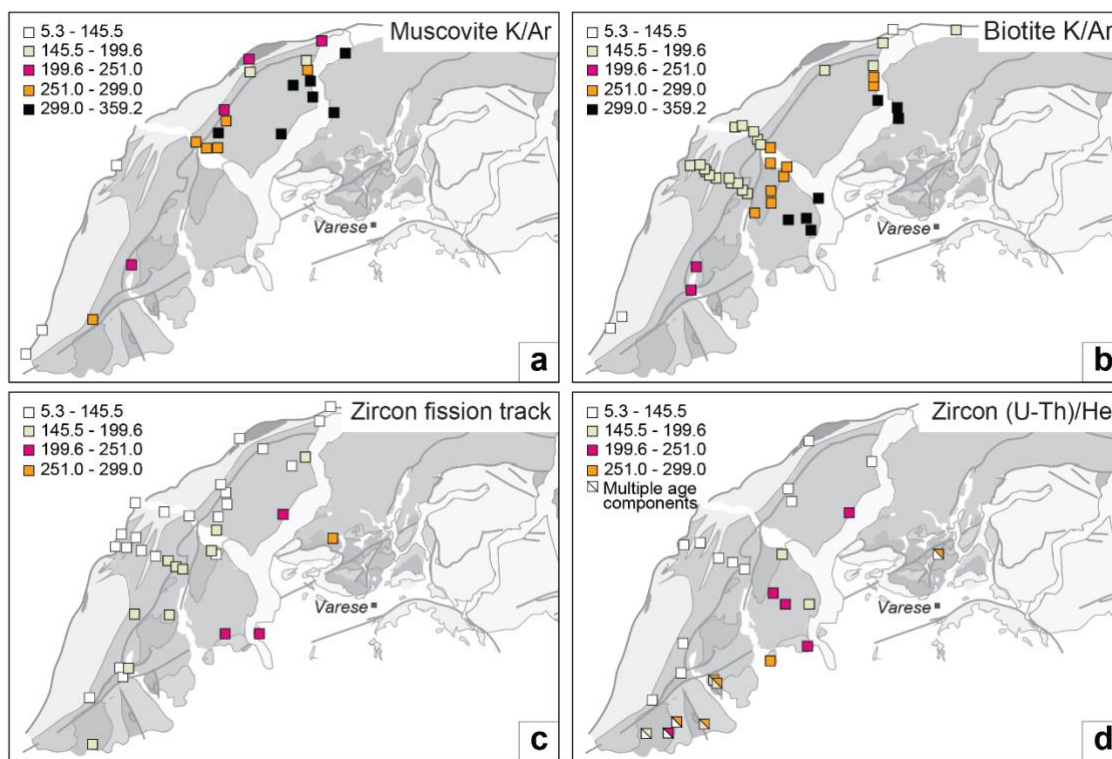 Muscovite K/Ar
5.3 - 145.5
145.5 - 199.6
199.6 - 251.0
251.0 - 299.0
299.0 - 359.2
Varese
a
Biotite K/Ar
5.3 - 145.5
145.5 - 199.6
199.6 - 251.0
251.0 - 299.0
299.0 - 359.2
Varese
b
Zircon fission track
5.3 - 145.5
145.5 - 199.6
199.6 - 251.0
251.0 - 299.0
Varese
c
Zircon (U-Th)/He
5.3 - 145.5
145.5 - 199.6
199.6 - 251.0
251.0 - 299.0
Multiple age
components
Varese
d